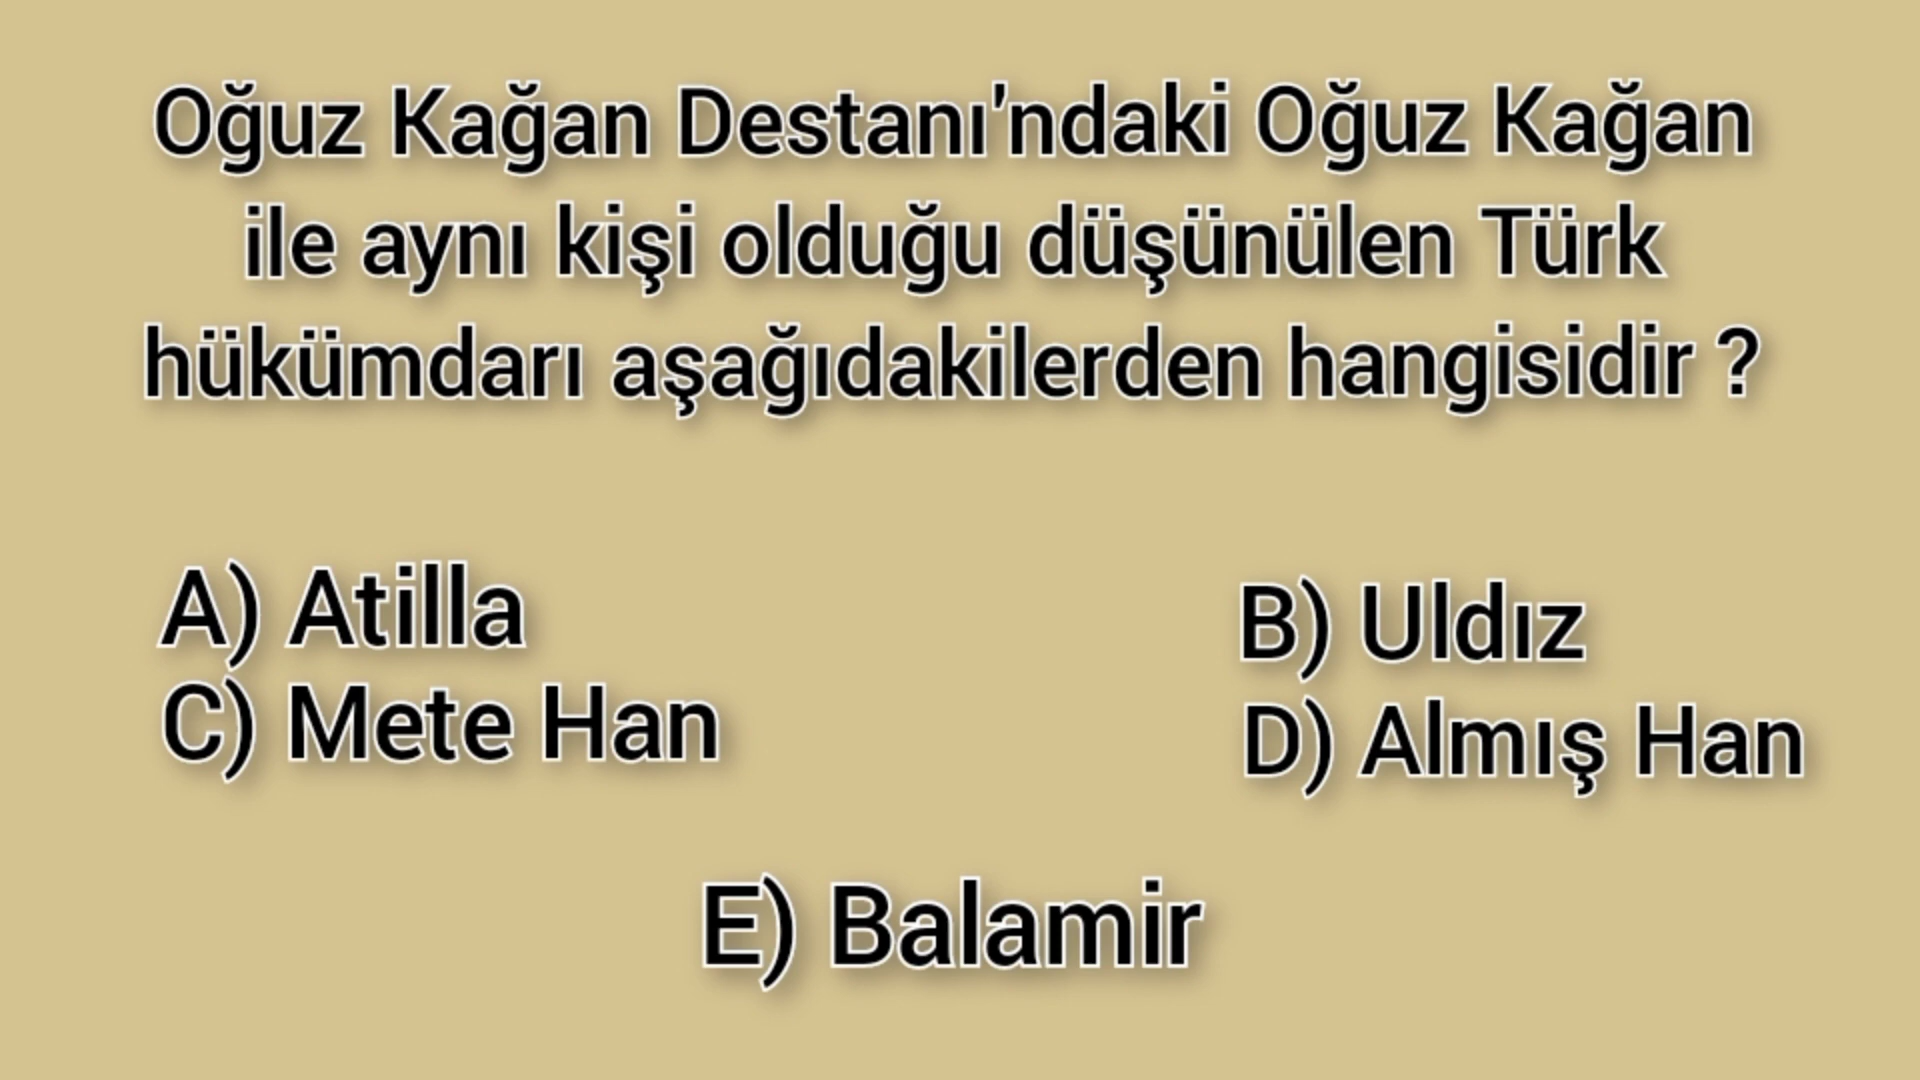 Oğuz Kağan Destanı'ndaki Oğuz Kağan
ile aynı kişi olduğu düşünülen Türk
hükümdarı aşağıdakilerden hangisidir ?
A) Atilla
B) Uldız
C) Mete Han
D) Almış Han
E) Balamir